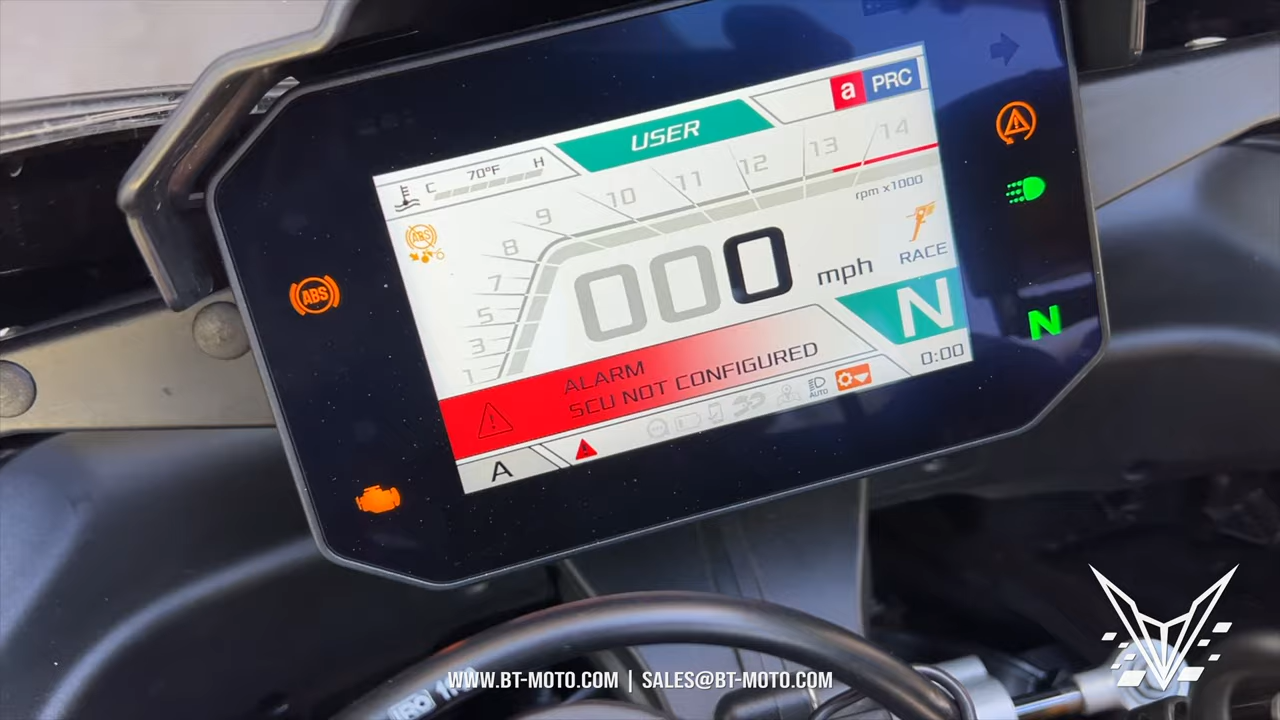 a PRC
USER
C 70°F H
1 3 5 7 8 9 10 11 12 13 14
rpm x1000
ABS
ABS
000 mph
RACE
N
N
ALARM
SCU NOT CONFIGURED
0:00
AUTO
A
WWW.BT-MOTO.COM | SALES@BT-MOTO.COM